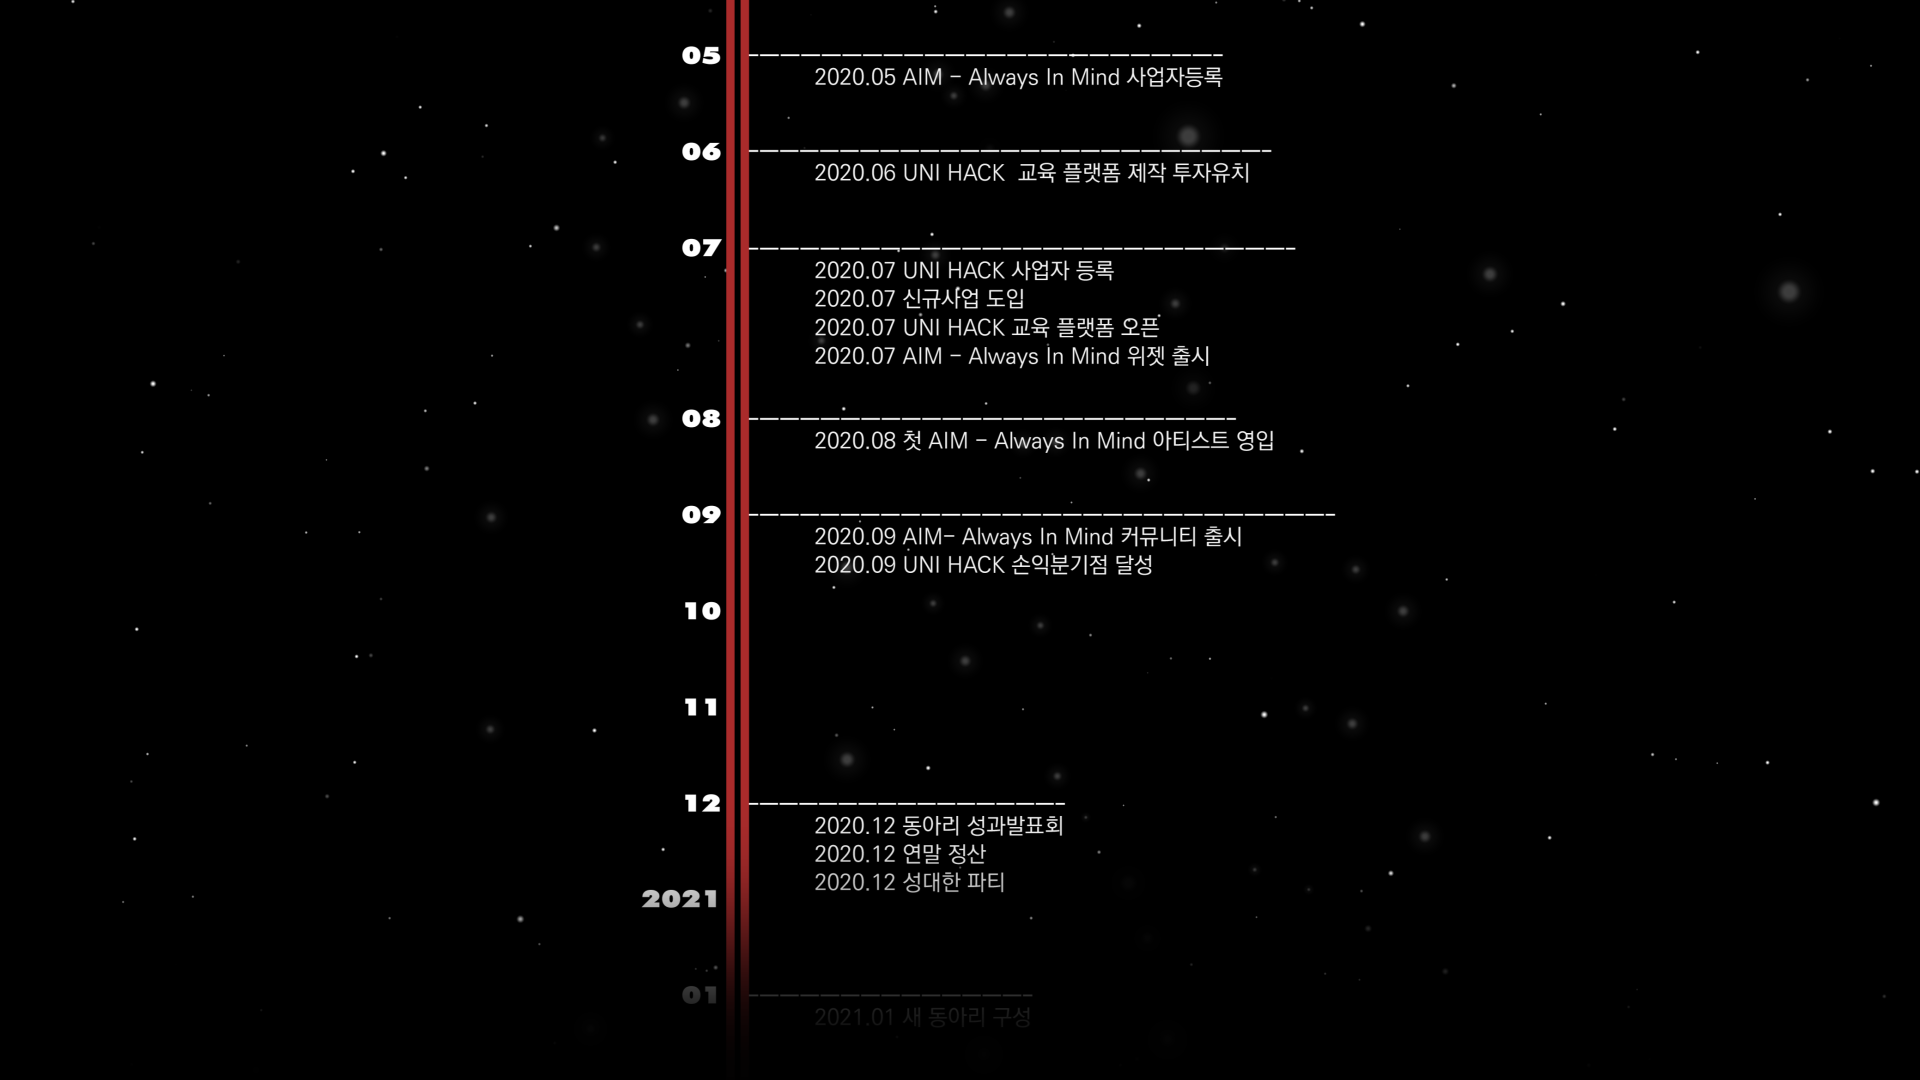 05
2020.05 AIM - Always In Mind 사업자등록
06
2020.06 UNI HACK  교육 플랫폼 제작 투자유치
07
2020.07 UNI HACK 사업자 등록
2020.07 신규사업 도입
2020.07 UNI HACK 교육 플랫폼 오픈
2020.07 AIM - Always In Mind 위젯 출시
08
2020.08 첫 AIM - Always In Mind 아티스트 영입
09
2020.09 AIM- Always In Mind 커뮤니티 출시
2020.09 UNI HACK 손익분기점 달성
10
11
12
2020.12 동아리 성과발표회
2020.12 연말 정산
2020.12 성대한 파티
2021
01
2021.01 새 동아리 구성